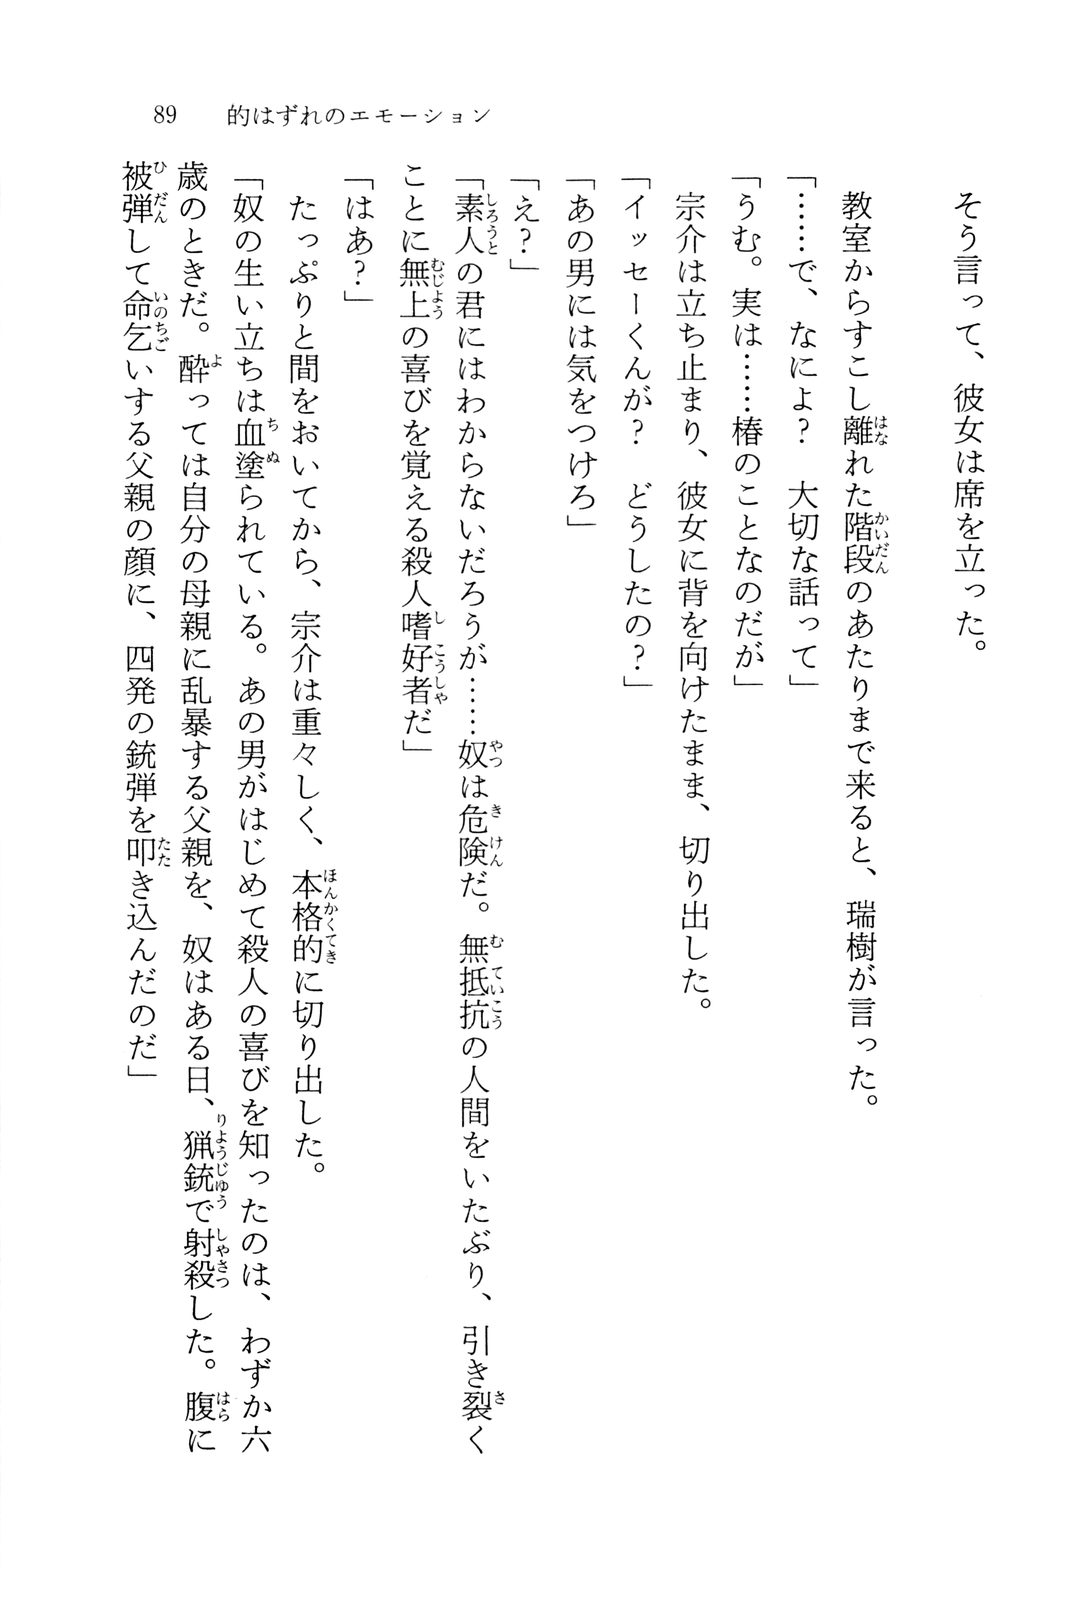 89　的はずれのエモーション
そう言って、彼女は席を立った。
教室からすこし離れた階段のあたりまで来ると、瑞樹が言った。
「……で、なによ？　大切な話って」
「うむ。実は……椿のことなのだが」
宗介は立ち止まり、彼女に背を向けたまま、切り出した。
「イッセーくんが？　どうしたの？」
「あの男には気をつけろ」
「え？」
「素人の君にはわからないだろうが……奴は危険だ。無抵抗の人間をいたぶり、引き裂く
ことに無上の喜びを覚える殺人嗜好者だ」
「はあ？」
たっぷりと間をおいてから、宗介は重々しく、本格的に切り出した。
「奴の生い立ちは血塗られている。あの男がはじめて殺人の喜びを知ったのは、わずか六
歳のときだ。酔っては自分の母親に乱暴する父親を、奴はある日、猟銃で射殺した。腹に
被弾して命乞いする父親の顔に、四発の銃弾を叩き込んだのだ」